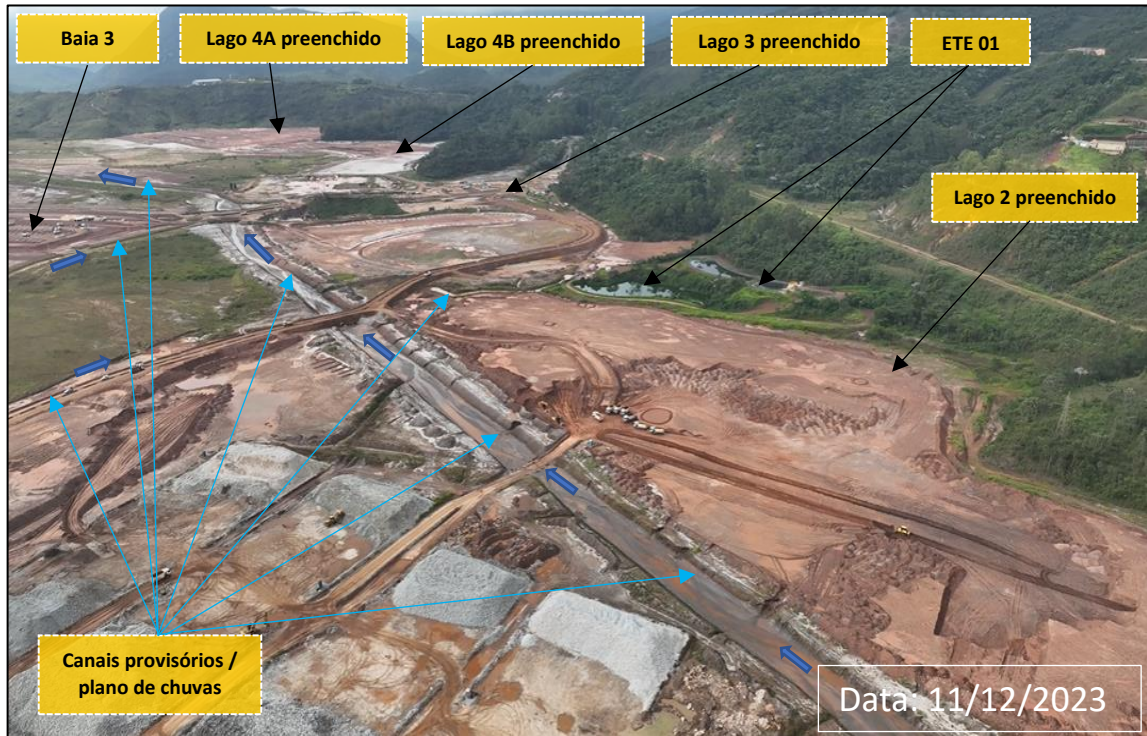 Baia 3
Lago 4A preenchido
Lago 4B preenchido
Lago 3 preenchido
ETE 01
Lago 2 preenchido
Canais provisórios /
plano de chuvas
Data: 11/12/2023